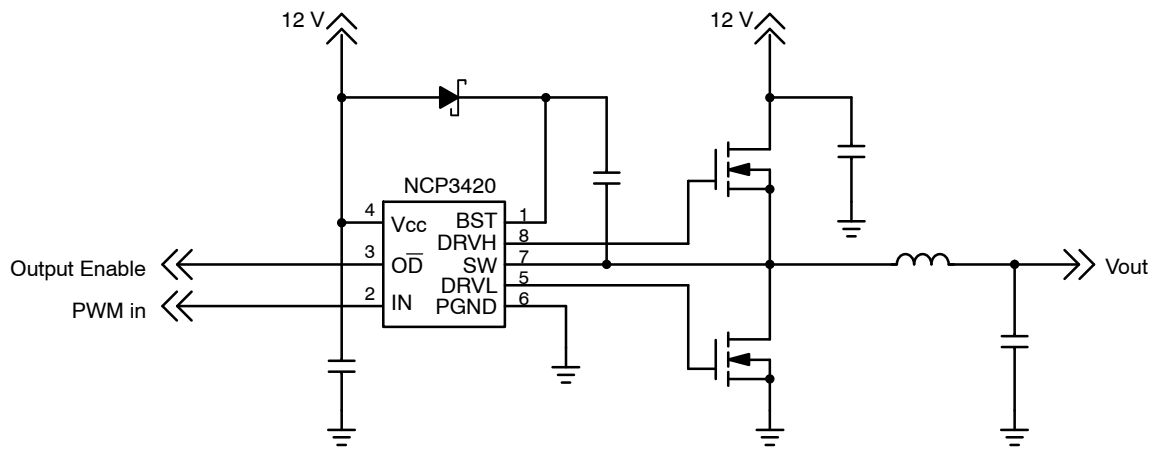 12 V
12 V
NCP3420
4
Vcc
BST
1
DRVH
8
Output Enable
3
OD̅
SW
7
Vout
DRVL
5
PWM in
2
IN
PGND
6